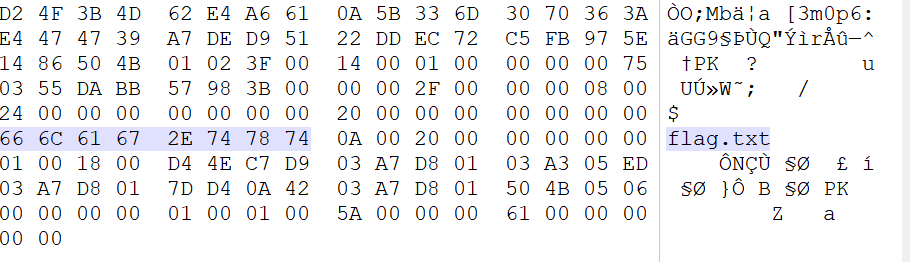 D2 4F 3B 4D 62 E4 A6 61 0A 5B 33 6D 30 70 36 3A ÒO;Mbä¦a [3m0p6:
E4 47 47 39 A7 DE D9 51 22 DD EC 72 C5 FB 97 5E äGG9§ÞÙQ"ÝìrÅû—^
14 86 50 4B 01 02 3F 00 14 00 01 00 00 00 00 75 †PK ? u
03 55 DA BB 57 98 3B 00 00 00 2F 00 00 00 08 00 UÚ»W˜; /
24 00 00 00 00 00 00 00 20 00 00 00 00 00 00 00 $
66 6C 61 67 2E 74 78 74 0A 00 20 00 00 00 00 00 flag.txt
01 00 18 00 D4 4E C7 D9 03 A7 D8 01 03 A3 05 ED ÔNÇÙ §Ø £ í
03 A7 D8 01 7D D4 0A 42 03 A7 D8 01 50 4B 05 06 §Ø }Ô B §Ø PK
00 00 00 00 01 00 01 00 5A 00 00 00 61 00 00 00 Z a
00 00